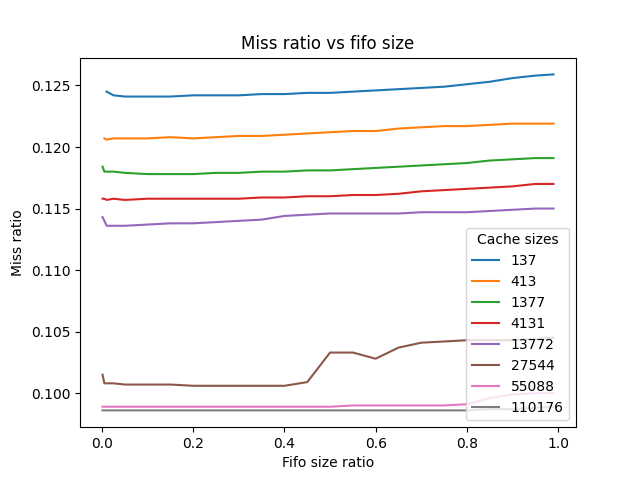 Miss ratio vs fifo size
Miss ratio
0.125
0.120
0.115
0.110
0.105
0.100
0.0 0.2 0.4 0.6 0.8 1.0
Fifo size ratio
Cache sizes
137
413
1377
4131
13772
27544
55088
110176